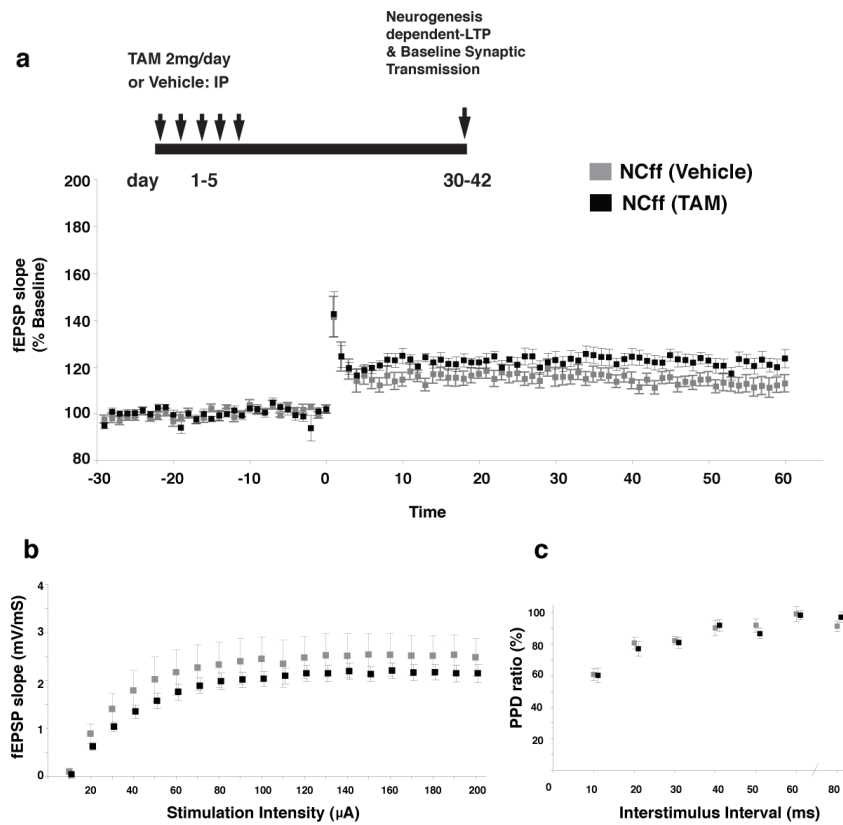 a
TAM 2mg/day
or Vehicle: IP
Neurogenesis
dependent-LTP
& Baseline Synaptic
Transmission
day 1-5 30-42
NCff (Vehicle)
NCff (TAM)
fEPSP slope
(% Baseline)
200
180
160
140
120
100
80
-30 -20 -10 0 10 20 30 40 50 60
Time
b
fEPSP slope (mV/mS)
4
3
2
1
0
20 40 60 80 100 120 140 160 180 200
Stimulation Intensity (µA)
c
PPD ratio (%)
100
80
60
40
20
0 10 20 30 40 50 60 80
Interstimulus Interval (ms)